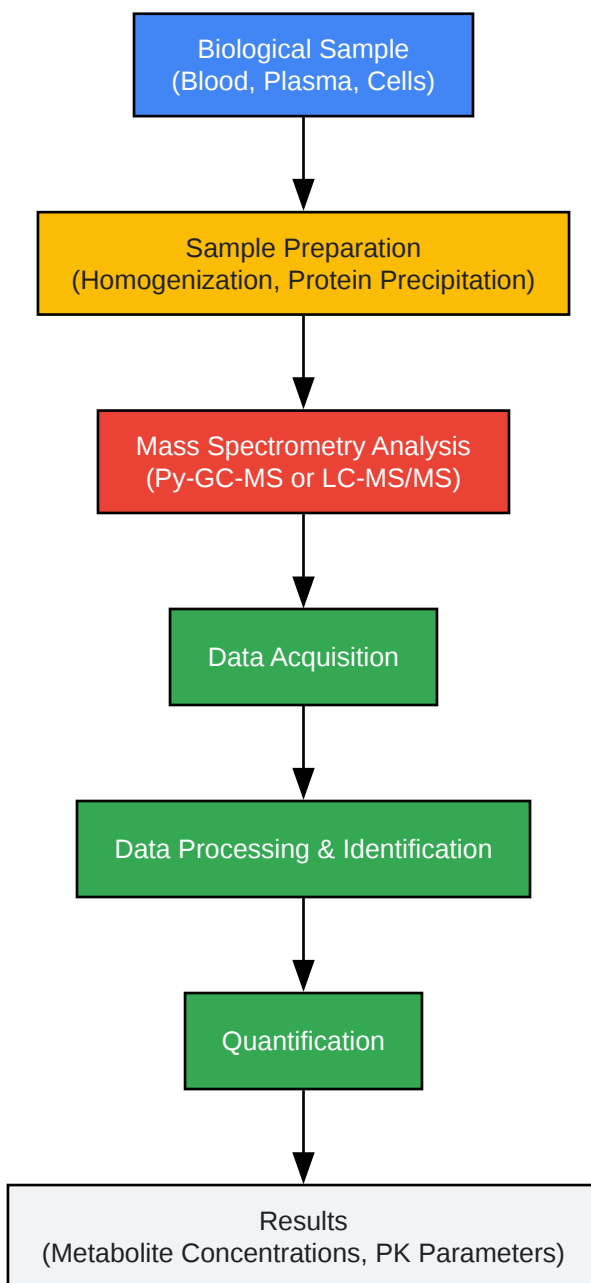 Biological Sample
(Blood, Plasma, Cells)
Sample Preparation
(Homogenization, Protein Precipitation)
Mass Spectrometry Analysis
(Py-GC-MS or LC-MS/MS)
Data Acquisition
Data Processing & Identification
Quantification
Results
(Metabolite Concentrations, PK Parameters)